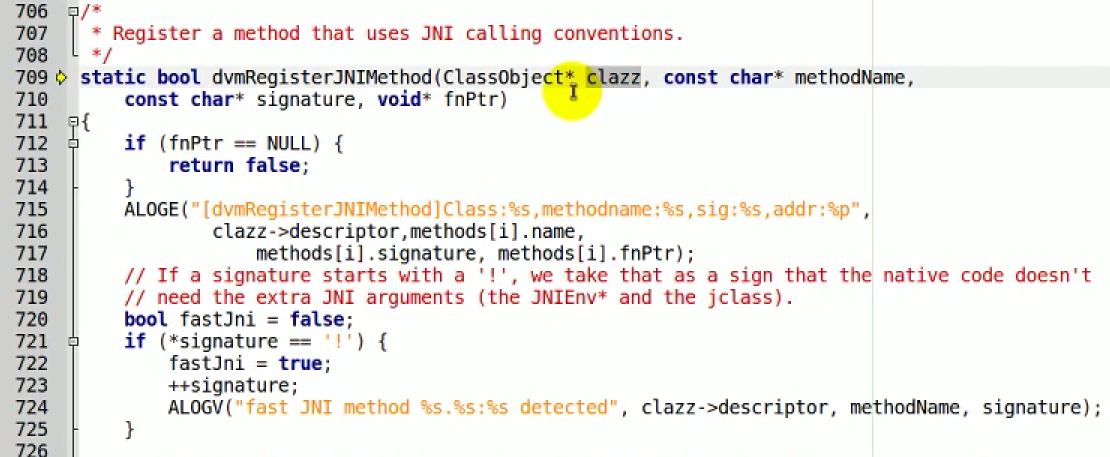 706 /*
707  * Register a method that uses JNI calling conventions.
708  */
709 static bool dvmRegisterJNIMethod(ClassObject* clazz, const char* methodName,
710     const char* signature, void* fnPtr)
711 {
712     if (fnPtr == NULL) {
713         return false;
714     }
715     ALOGE("[dvmRegisterJNIMethod]Class:%s,methodname:%s,sig:%s,addr:%p",
716             clazz->descriptor,methods[i].name,
717                 methods[i].signature, methods[i].fnPtr);
718     // If a signature starts with a '!', we take that as a sign that the native code doesn't
719     // need the extra JNI arguments (the JNIEnv* and the jclass).
720     bool fastJni = false;
721     if (*signature == '!') {
722         fastJni = true;
723         ++signature;
724         ALOGV("fast JNI method %s.%s:%s detected", clazz->descriptor, methodName, signature);
725     }
726